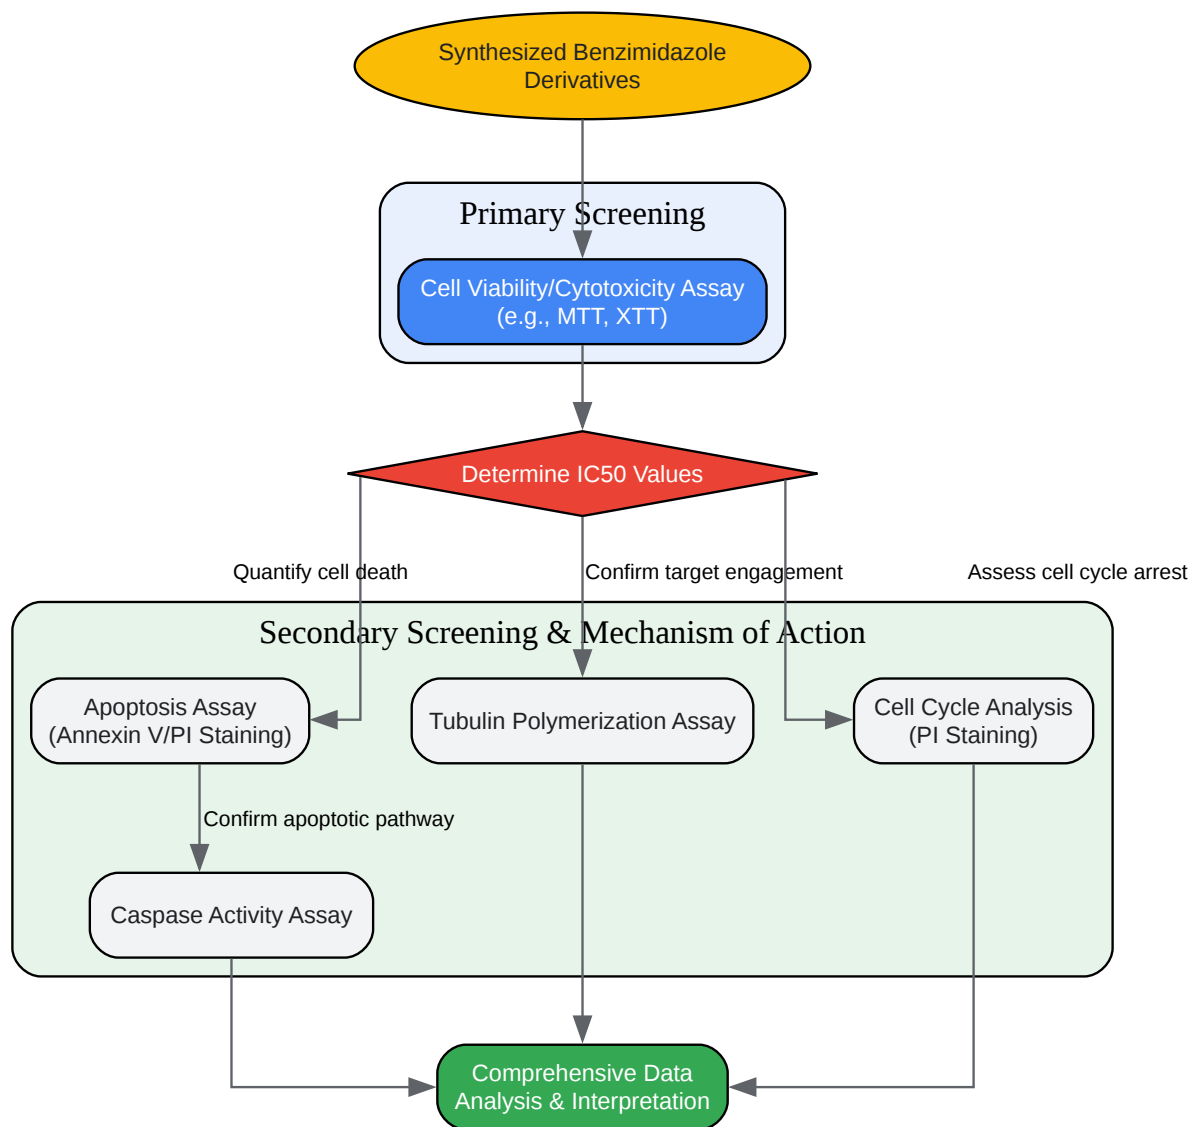 Synthesized Benzimidazole
Derivatives
Primary Screening
Cell Viability/Cytotoxicity Assay
(e.g., MTT, XTT)
Determine IC50 Values
Quantify cell death
Confirm target engagement
Assess cell cycle arrest
Secondary Screening & Mechanism of Action
Apoptosis Assay
(Annexin V/PI Staining)
Tubulin Polymerization Assay
Cell Cycle Analysis
(PI Staining)
Confirm apoptotic pathway
Caspase Activity Assay
Comprehensive Data
Analysis & Interpretation